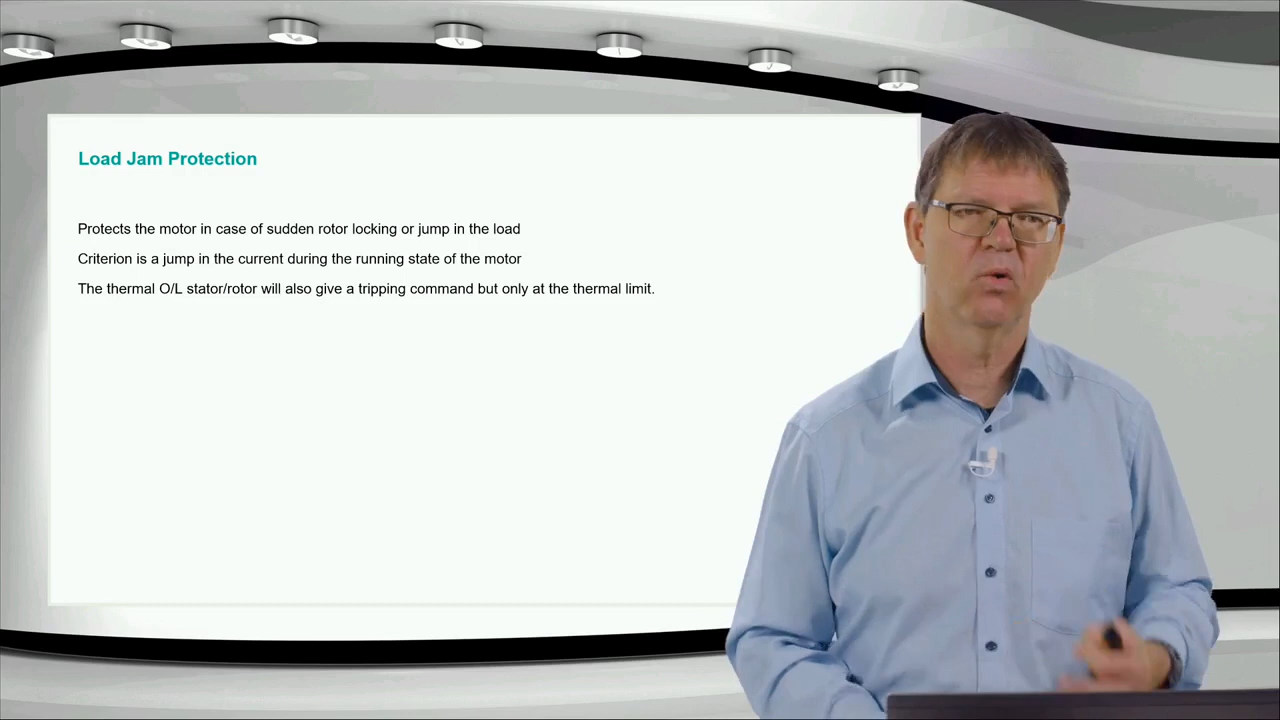 Load Jam Protection
Protects the motor in case of sudden rotor locking or jump in the load
Criterion is a jump in the current during the running state of the motor
The thermal O/L stator/rotor will also give a tripping command but only at the thermal limit.